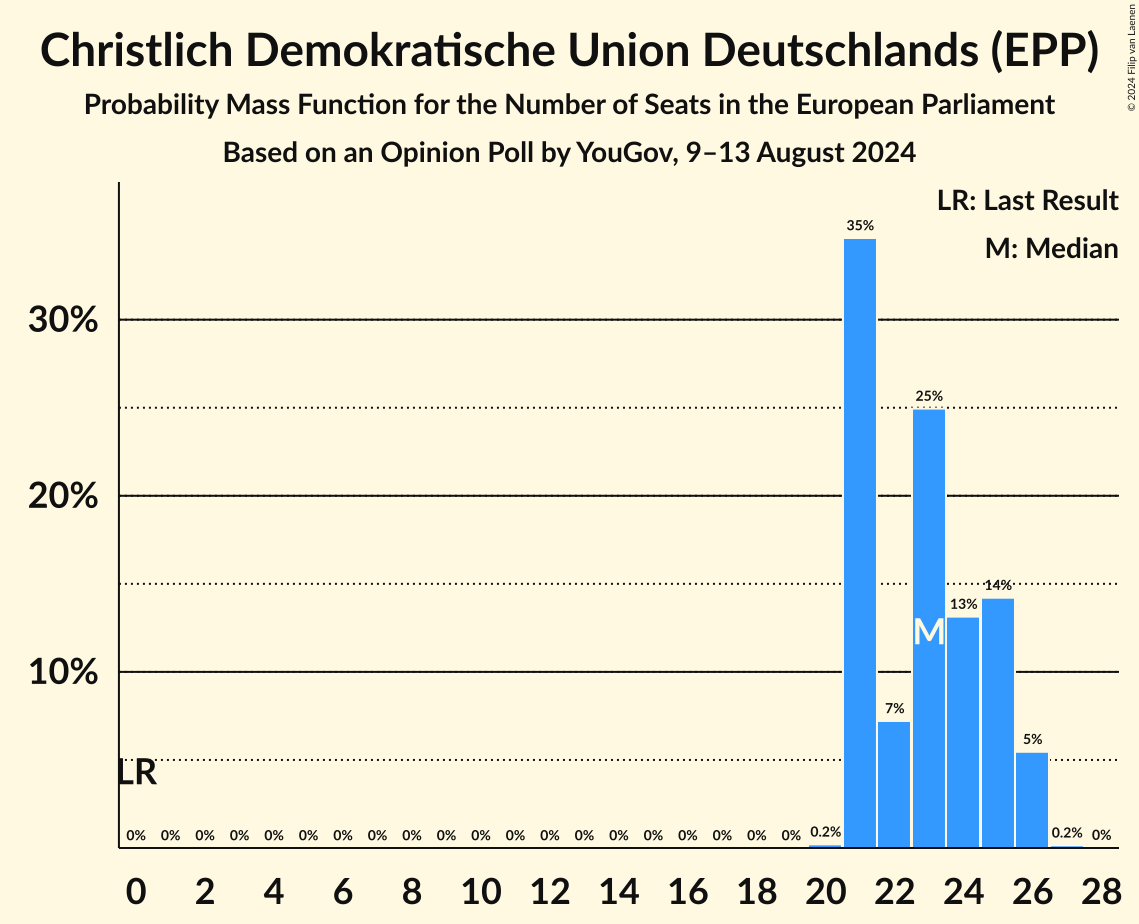 Christlich Demokratische Union Deutschlands (EPP)
Probability Mass Function for the Number of Seats in the European Parliament
Based on an Opinion Poll by YouGov, 9–13 August 2024
© 2024 Filip van Laenen
LR: Last Result
M: Median
35%
30%
25%
20%
14%
13%
M
10%
7%
5%
LR
0% 0% 0% 0% 0% 0% 0% 0% 0% 0% 0% 0% 0% 0% 0% 0% 0% 0% 0% 0% 0.2% 0.2% 0%
0 2 4 6 8 10 12 14 16 18 20 22 24 26 28